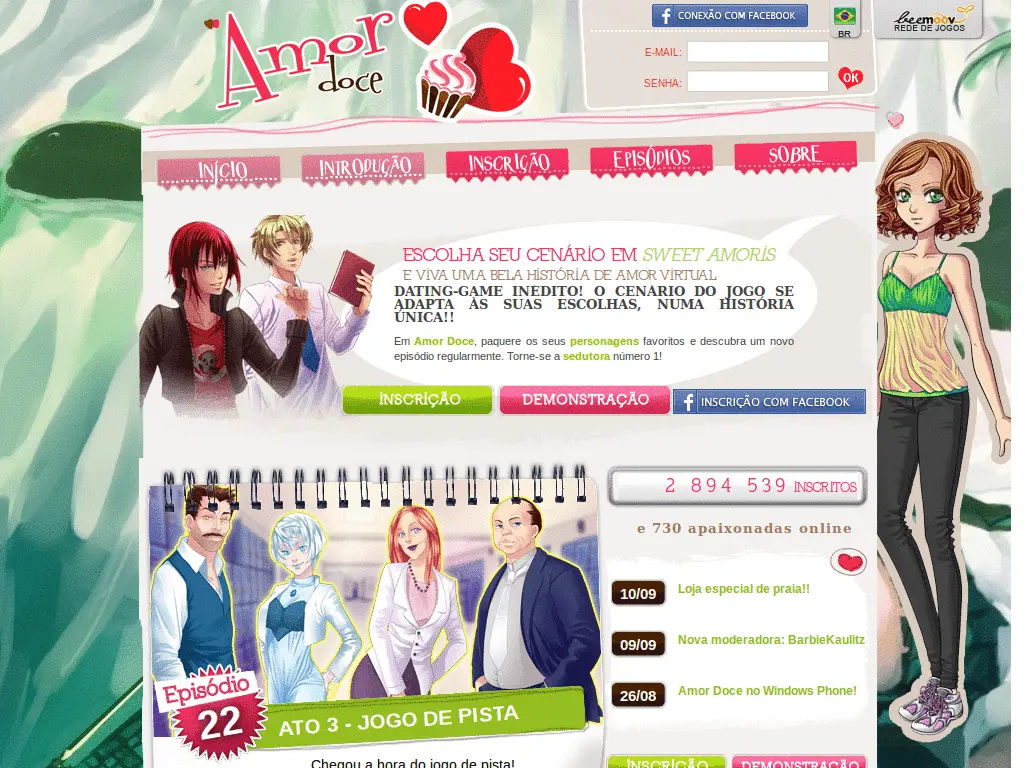 Amor
doce
CONEXÃO COM FACEBOOK
BR
beemoov
REDE DE JOGOS
E-MAIL:
SENHA:
OK
INÍCIO
INTRODUÇÃO
INSCRIÇÃO
EPISÓDIOS
SOBRE
ESCOLHA SEU CENÁRIO EM SWEET AMORIS
E VIVA UMA BELA HISTÓRIA DE AMOR VIRTUAL
DATING-GAME INEDITO! O CENARIO DO JOGO SE
ADAPTA ÀS SUAS ESCOLHAS, NUMA HISTÓRIA
ÚNICA!!
Em Amor Doce, paquere os seus personagens favoritos e descubra um novo
episódio regularmente. Torne-se a sedutora número 1!
INSCRIÇÃO
DEMONSTRAÇÃO
INSCRIÇÃO COM FACEBOOK
2 894 539 INSCRITOS
e 730 apaixonadas online
10/09 Loja especial de praia!!
09/09 Nova moderadora: BarbieKaulitz
26/08 Amor Doce no Windows Phone!
Episódio
22
ATO 3 - JOGO DE PISTA
Chegou a hora do jogo de pista!
INSCRIÇÃO
DEMONSTRAÇÃO